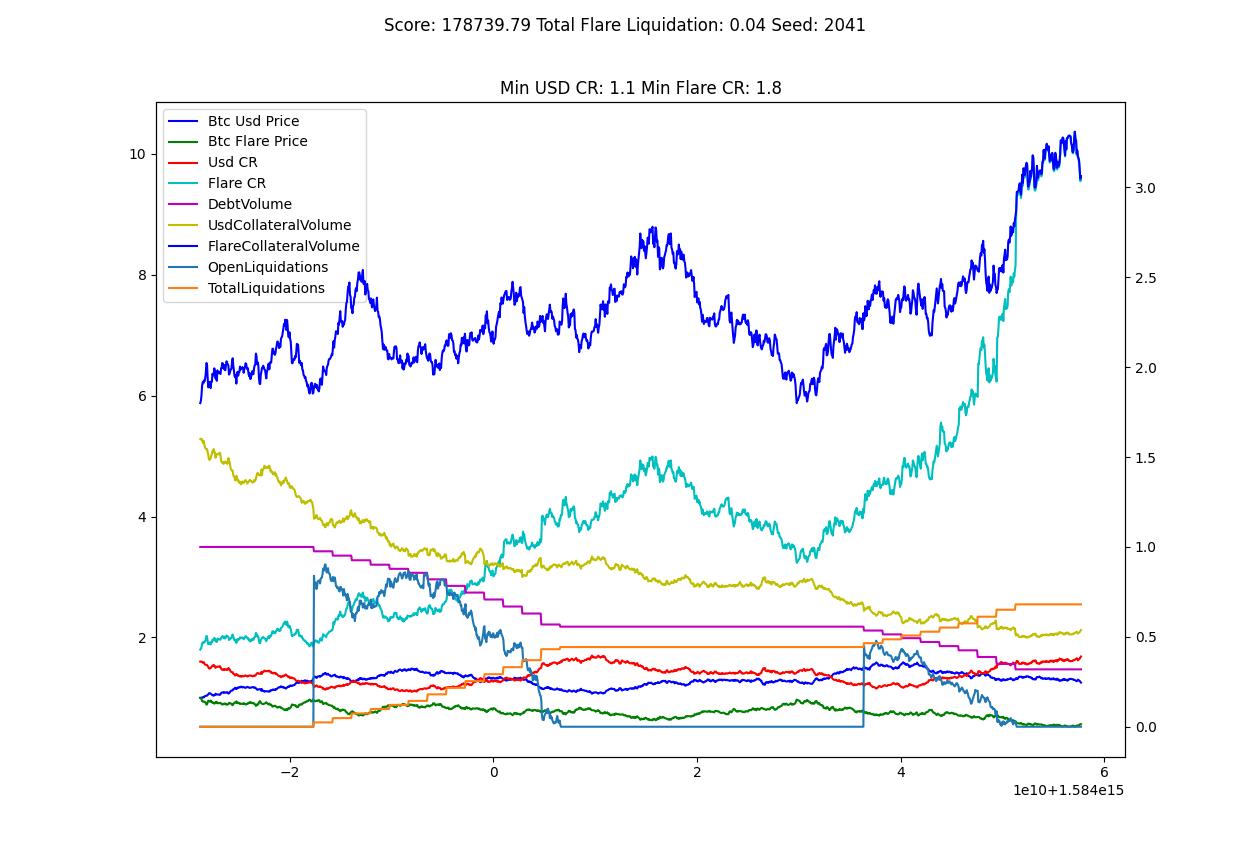 Score: 178739.79 Total Flare Liquidation: 0.04 Seed: 2041
Min USD CR: 1.1 Min Flare CR: 1.8
Btc Usd Price
Btc Flare Price
Usd CR
Flare CR
DebtVolume
UsdCollateralVolume
FlareCollateralVolume
OpenLiquidations
TotalLiquidations
10
8
6
4
2
3.0
2.5
2.0
1.5
1.0
0.5
0.0
−2
0
2
4
6
1e10+1.584e15